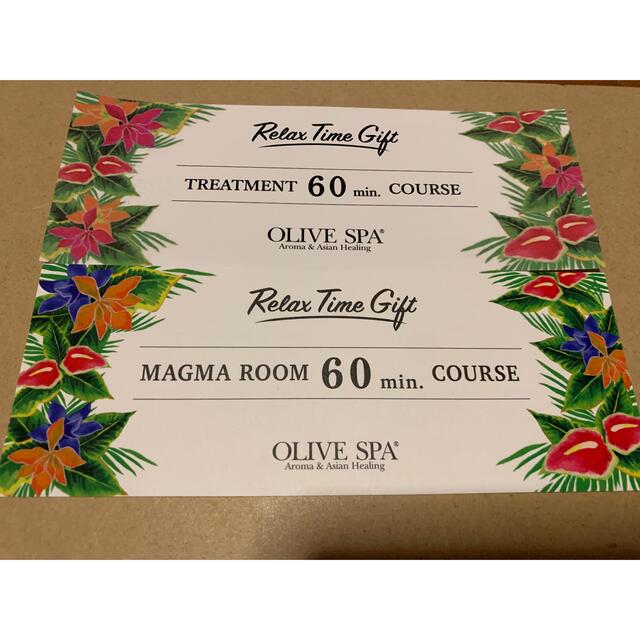 Relax Time Gift
TREATMENT 60 min. COURSE
OLIVE SPA®
Aroma & Asian Healing
Relax Time Gift
MAGMA ROOM 60 min. COURSE
OLIVE SPA®
Aroma & Asian Healing